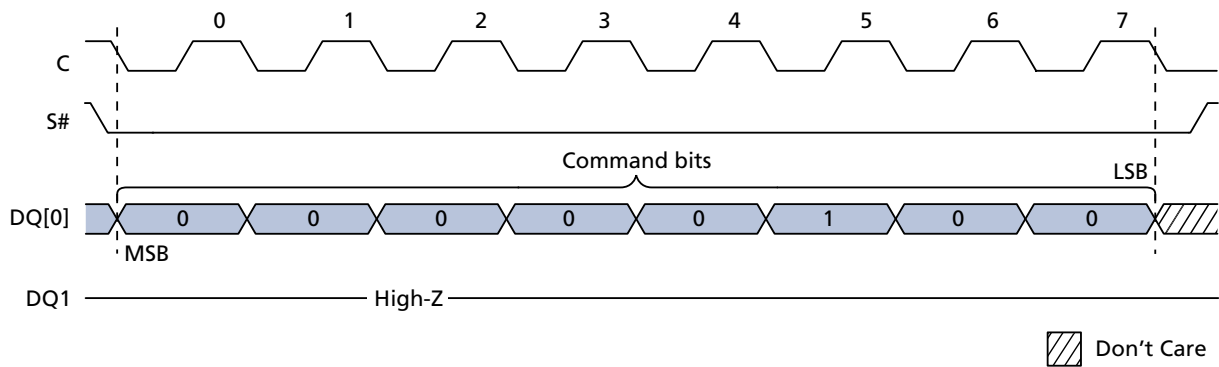 0 1 2 3 4 5 6 7
C
S#
Command bits
LSB
DQ[0] 0 0 0 0 0 1 0 0
MSB
DQ1 High-Z
Don't Care